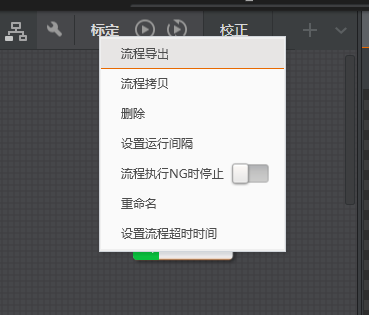 标定
校正
流程导出
流程拷贝
删除
设置运行间隔
流程执行NG时停止
重命名
设置流程超时时间